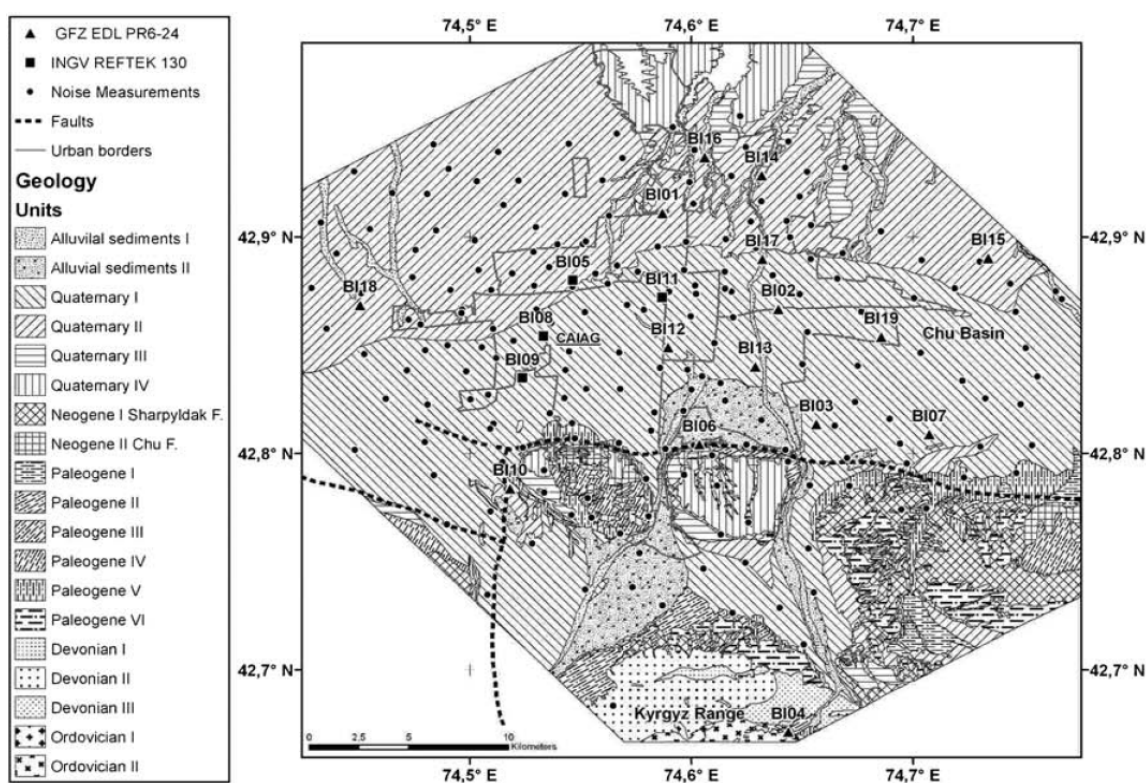 GFZ EDL PR6-24
INGV REFTEK 130
Noise Measurements
Faults
Urban borders
Geology
Units
Alluvilal sediments I
Alluvial sediments II
Quaternary I
Quaternary II
Quaternary III
Quaternary IV
Neogene I Sharpyldak F.
Neogene II Chu F.
Paleogene I
Paleogene II
Paleogene III
Paleogene IV
Paleogene V
Paleogene VI
Devonian I
Devonian II
Devonian III
Ordovician I
Ordovician II
74,5° E 74,6° E 74,7° E
BI16
BI14
BI01
42,9° N 42,9° N
BI17 BI15
BI05
BI11
BI18 BI02
BI08
BI12 BI19 Chu Basin
CAIAG
BI13
BI09
BI03
BI07
BI06
42,8° N 42,8° N
BI10
42,7° N 42,7° N
Kyrgyz Range BI04
0 2,5 5 10
Kilometers
74,5° E 74,6° E 74,7° E